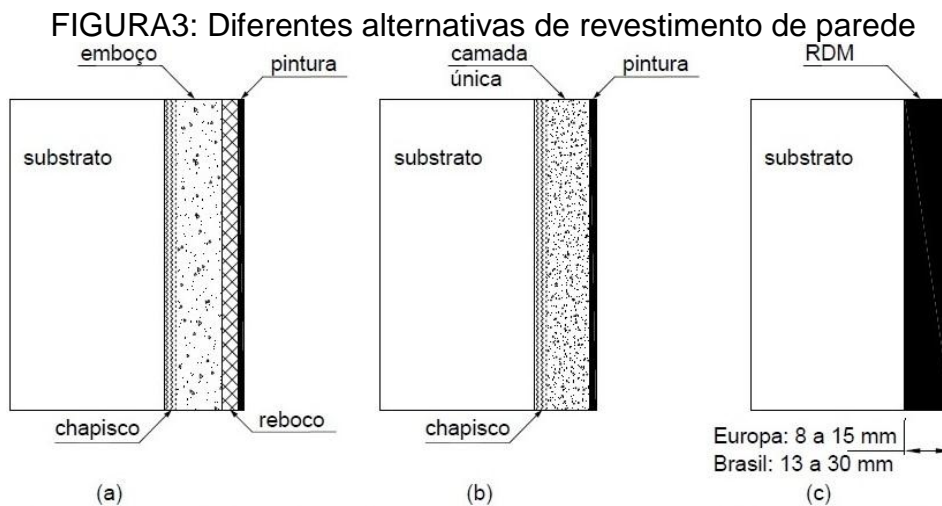 FIGURA3: Diferentes alternativas de revestimento de parede
emboço
pintura
substrato
chapisco
reboco
(a)
camada
única
pintura
substrato
chapisco
(b)
RDM
substrato
Europa: 8 a 15 mm
Brasil: 13 a 30 mm
(c)